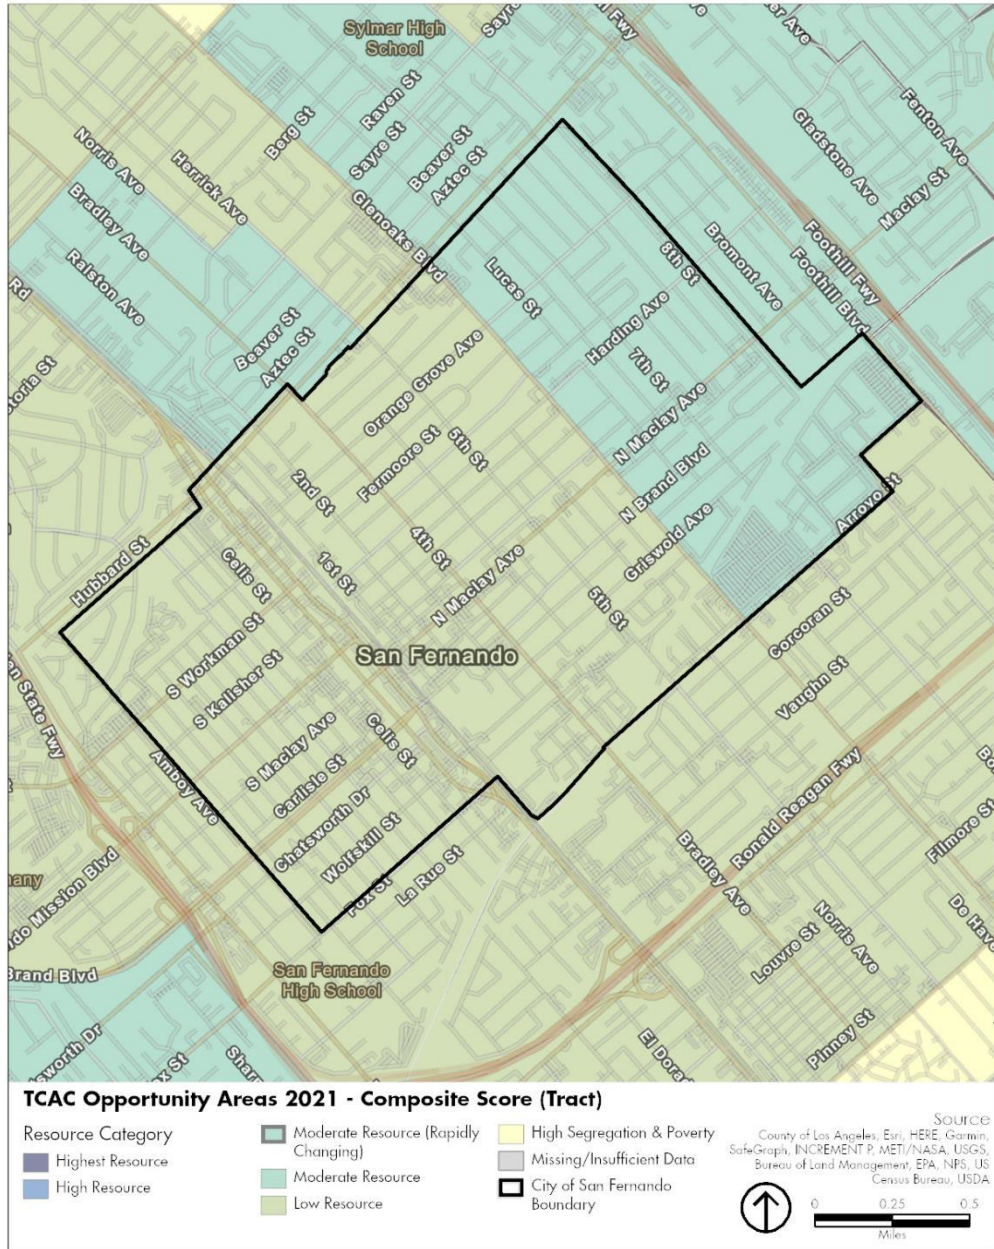 Sylmar High
School
Sayre
Fwy
Ave
Raven St
Berg St
Sayre St
Beaver St
Aztec St
Norris Ave
Herrick Ave
Bradley Ave
Glenoaks Blvd
Ralston Ave
Rd
Beaver St
Aztec St
Fenton Ave
Gladstone Ave
Maclay St
Foothill Fwy
Foothill Blvd
Bromont Ave
8th St
Lucas St
Harding Ave
7th St
Orange Grove Ave
N Maclay Ave
Fermoore St
5th St
N Brand Blvd
2nd St
Arroyo St
4th St
Griswold Ave
Hubbard St
Celis St
1st St
N Maclay Ave
5th St
Corcoran St
S Workman St
San Fernando
S Kalisher St
Vaughn St
Celis St
S Maclay Ave
Amboy Ave
Carlisle St
Chatsworth Dr
Wolfskill St
Ronald Reagan Fwy
Bradley Ave
Filmore St
La Rue St
Fox St
Norris Ave
Louvre St
Brand Blvd
San Fernando
High School
Pinney St
TCAC Opportunity Areas 2021 - Composite Score (Tract)
Resource Category
Highest Resource
High Resource
Moderate Resource (Rapidly
Changing)
Moderate Resource
Low Resource
High Segregation & Poverty
Missing/Insufficient Data
City of San Fernando
Boundary
Source
County of Los Angeles, Esri, HERE, Garmin,
SafeGraph, INCREMENT P, METI/NASA, USGS,
Bureau of Land Management, EPA, NPS, US
Census Bureau, USDA
0 0.25 0.5
Miles